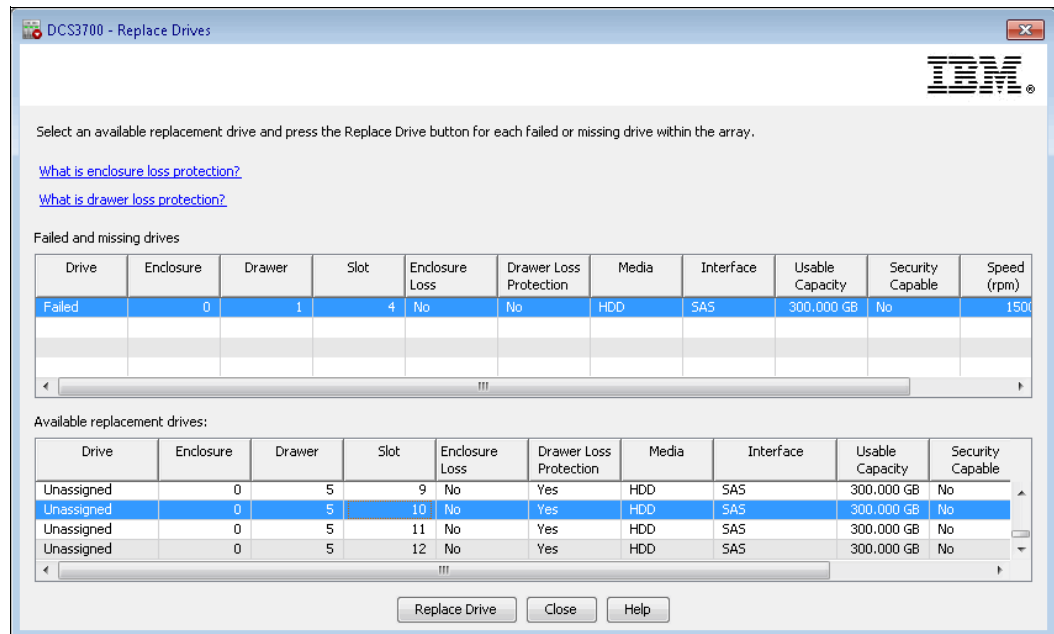 DCS3700 - Replace Drives
IBM®
Select an available replacement drive and press the Replace Drive button for each failed or missing drive within the array.
What is enclosure loss protection?
What is drawer loss protection?
Failed and missing drives
Drive Enclosure Drawer Slot Enclosure Loss Drawer Loss Protection Media Interface Usable Capacity Security Capable Speed (rpm)
Failed 0 1 4 No No HDD SAS 300.000 GB No 1500
Available replacement drives:
Drive Enclosure Drawer Slot Enclosure Loss Drawer Loss Protection Media Interface Usable Capacity Security Capable
Unassigned 0 5 9 No Yes HDD SAS 300.000 GB No
Unassigned 0 5 10 No Yes HDD SAS 300.000 GB No
Unassigned 0 5 11 No Yes HDD SAS 300.000 GB No
Unassigned 0 5 12 No Yes HDD SAS 300.000 GB No
Replace Drive Close Help